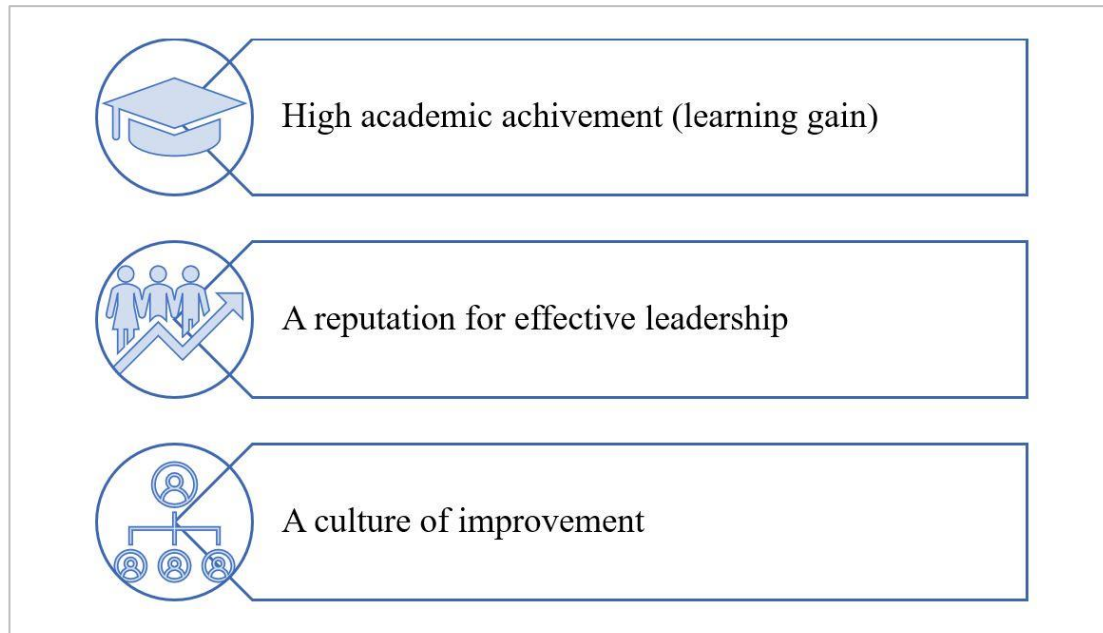 High academic achivement (learning gain)
A reputation for effective leadership
A culture of improvement